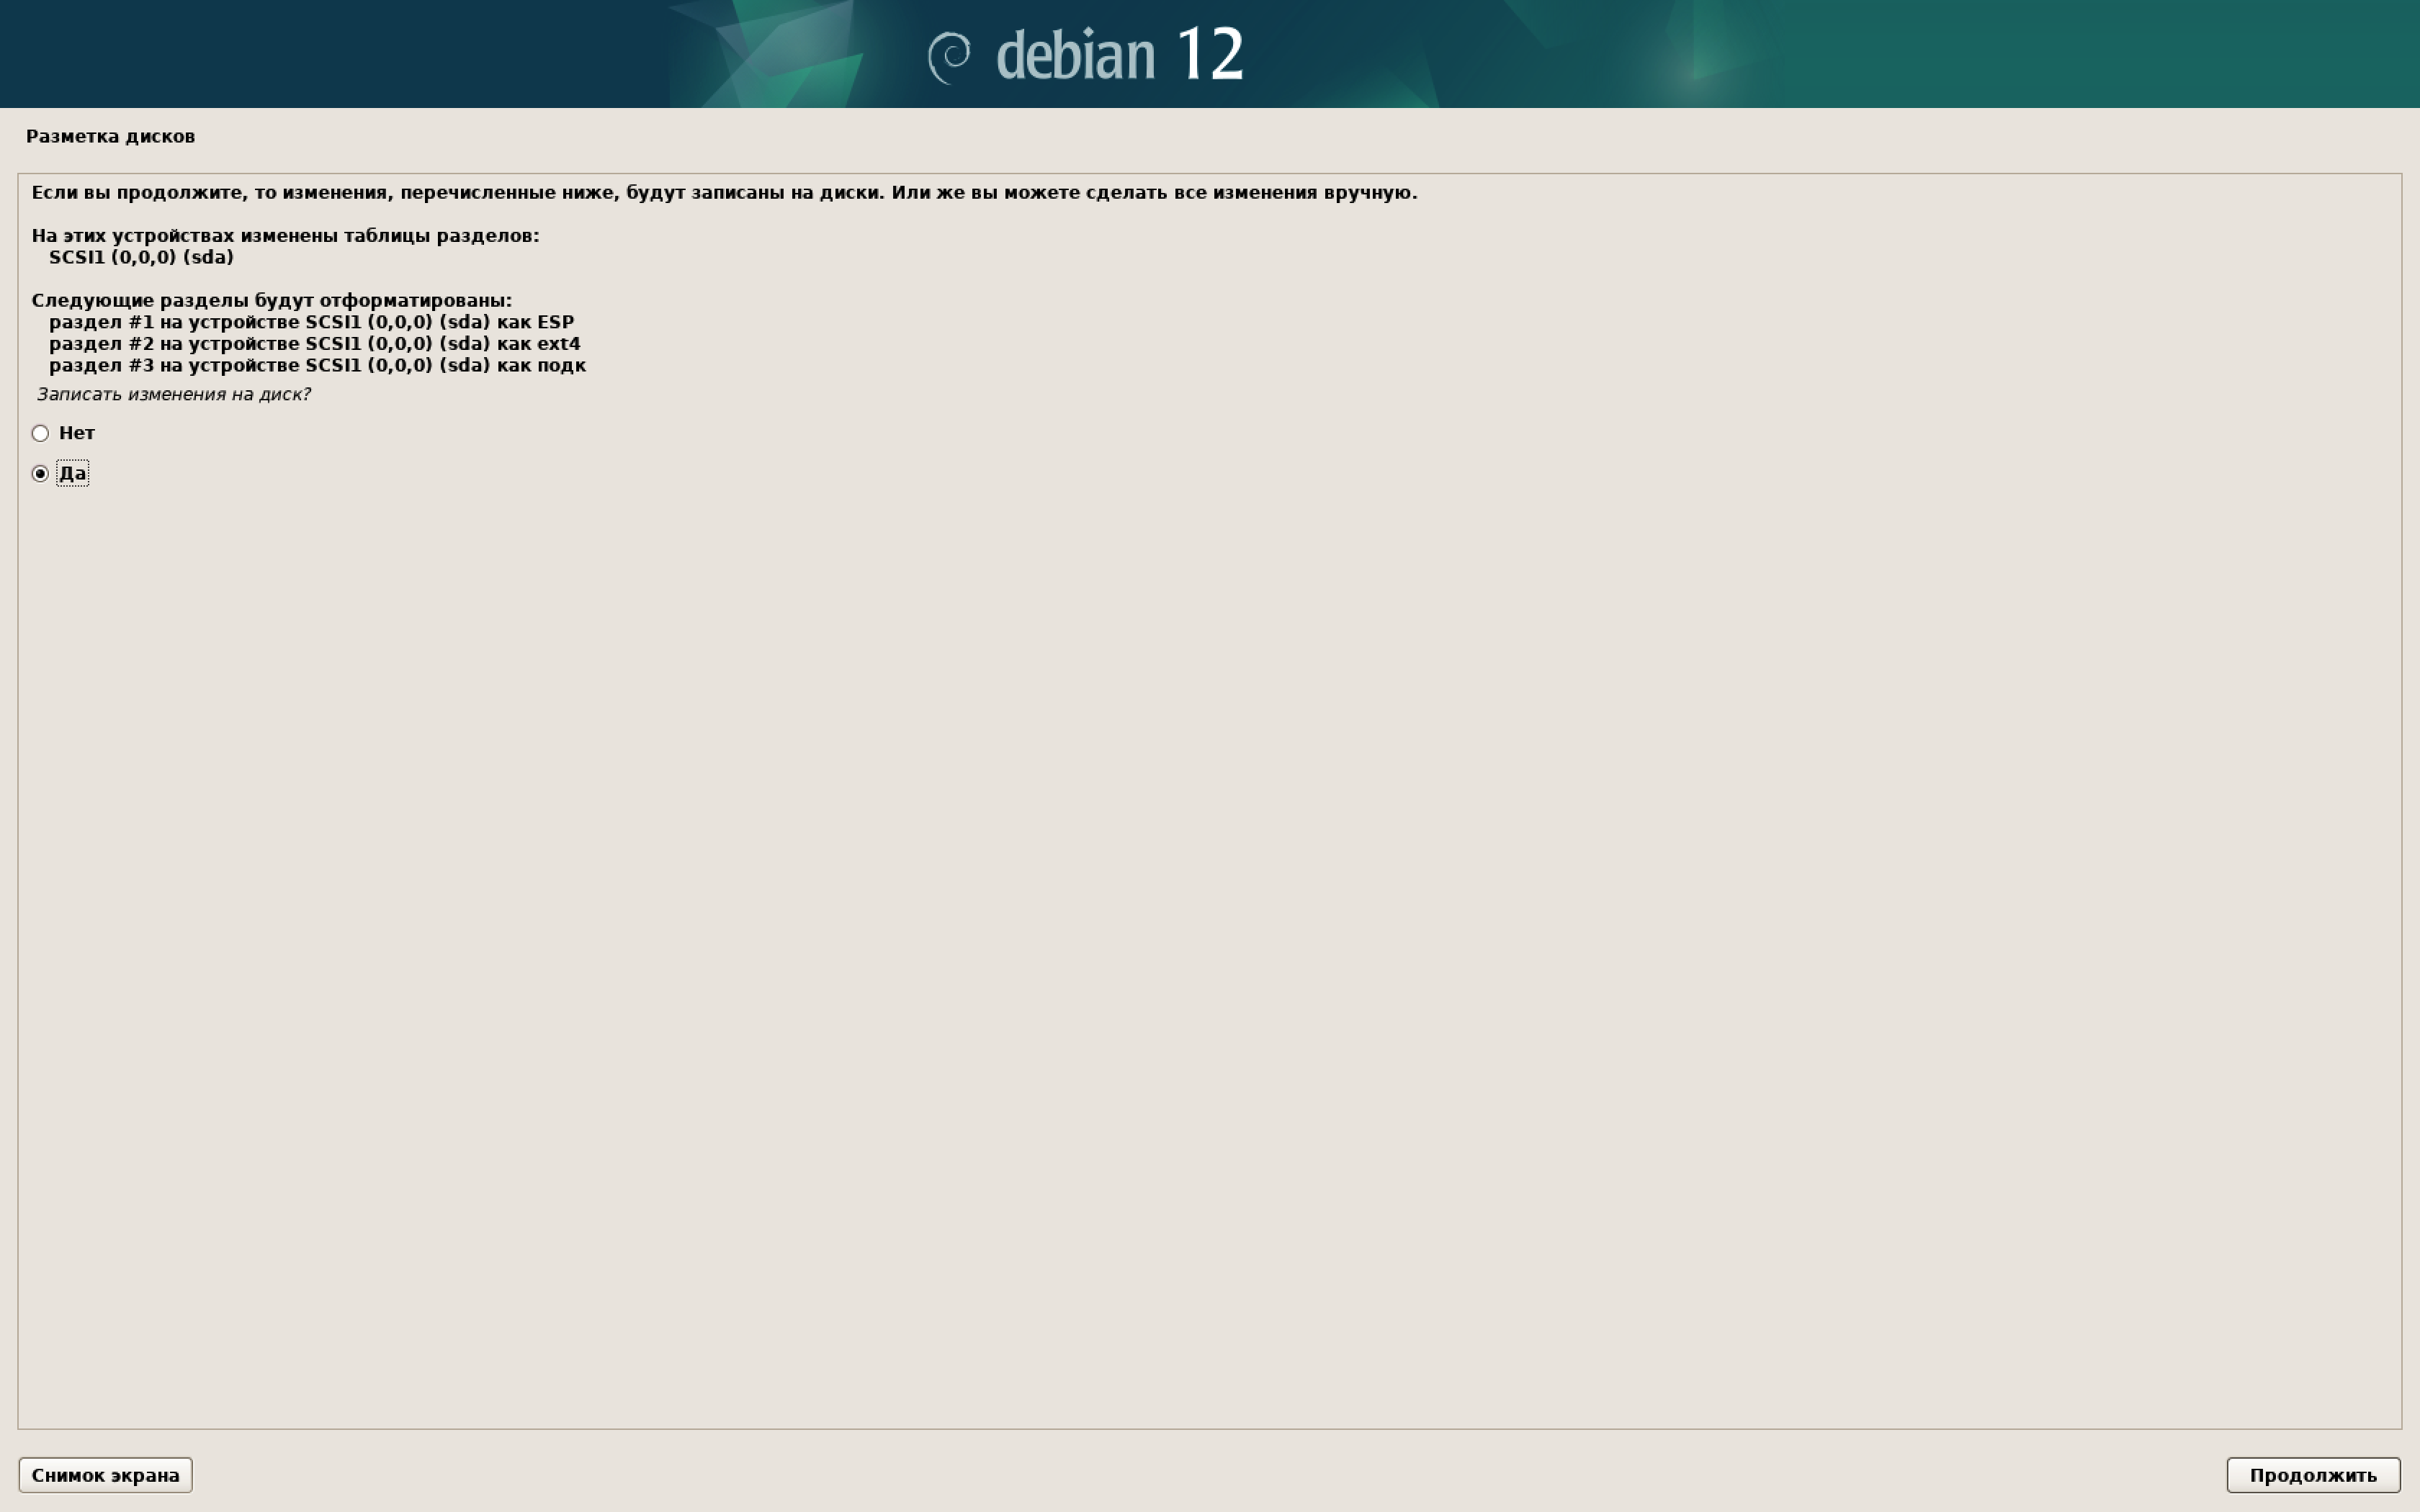 debian 12
Разметка дисков
Если вы продолжите, то изменения, перечисленные ниже, будут записаны на диски. Или же вы можете сделать все изменения вручную.
На этих устройствах изменены таблицы разделов:
SCSI1 (0,0,0) (sda)
Следующие разделы будут отформатированы:
раздел #1 на устройстве SCSI1 (0,0,0) (sda) как ESP
раздел #2 на устройстве SCSI1 (0,0,0) (sda) как ext4
раздел #3 на устройстве SCSI1 (0,0,0) (sda) как подк
Записать изменения на диск?
Нет
Да
Снимок экрана
Продолжить